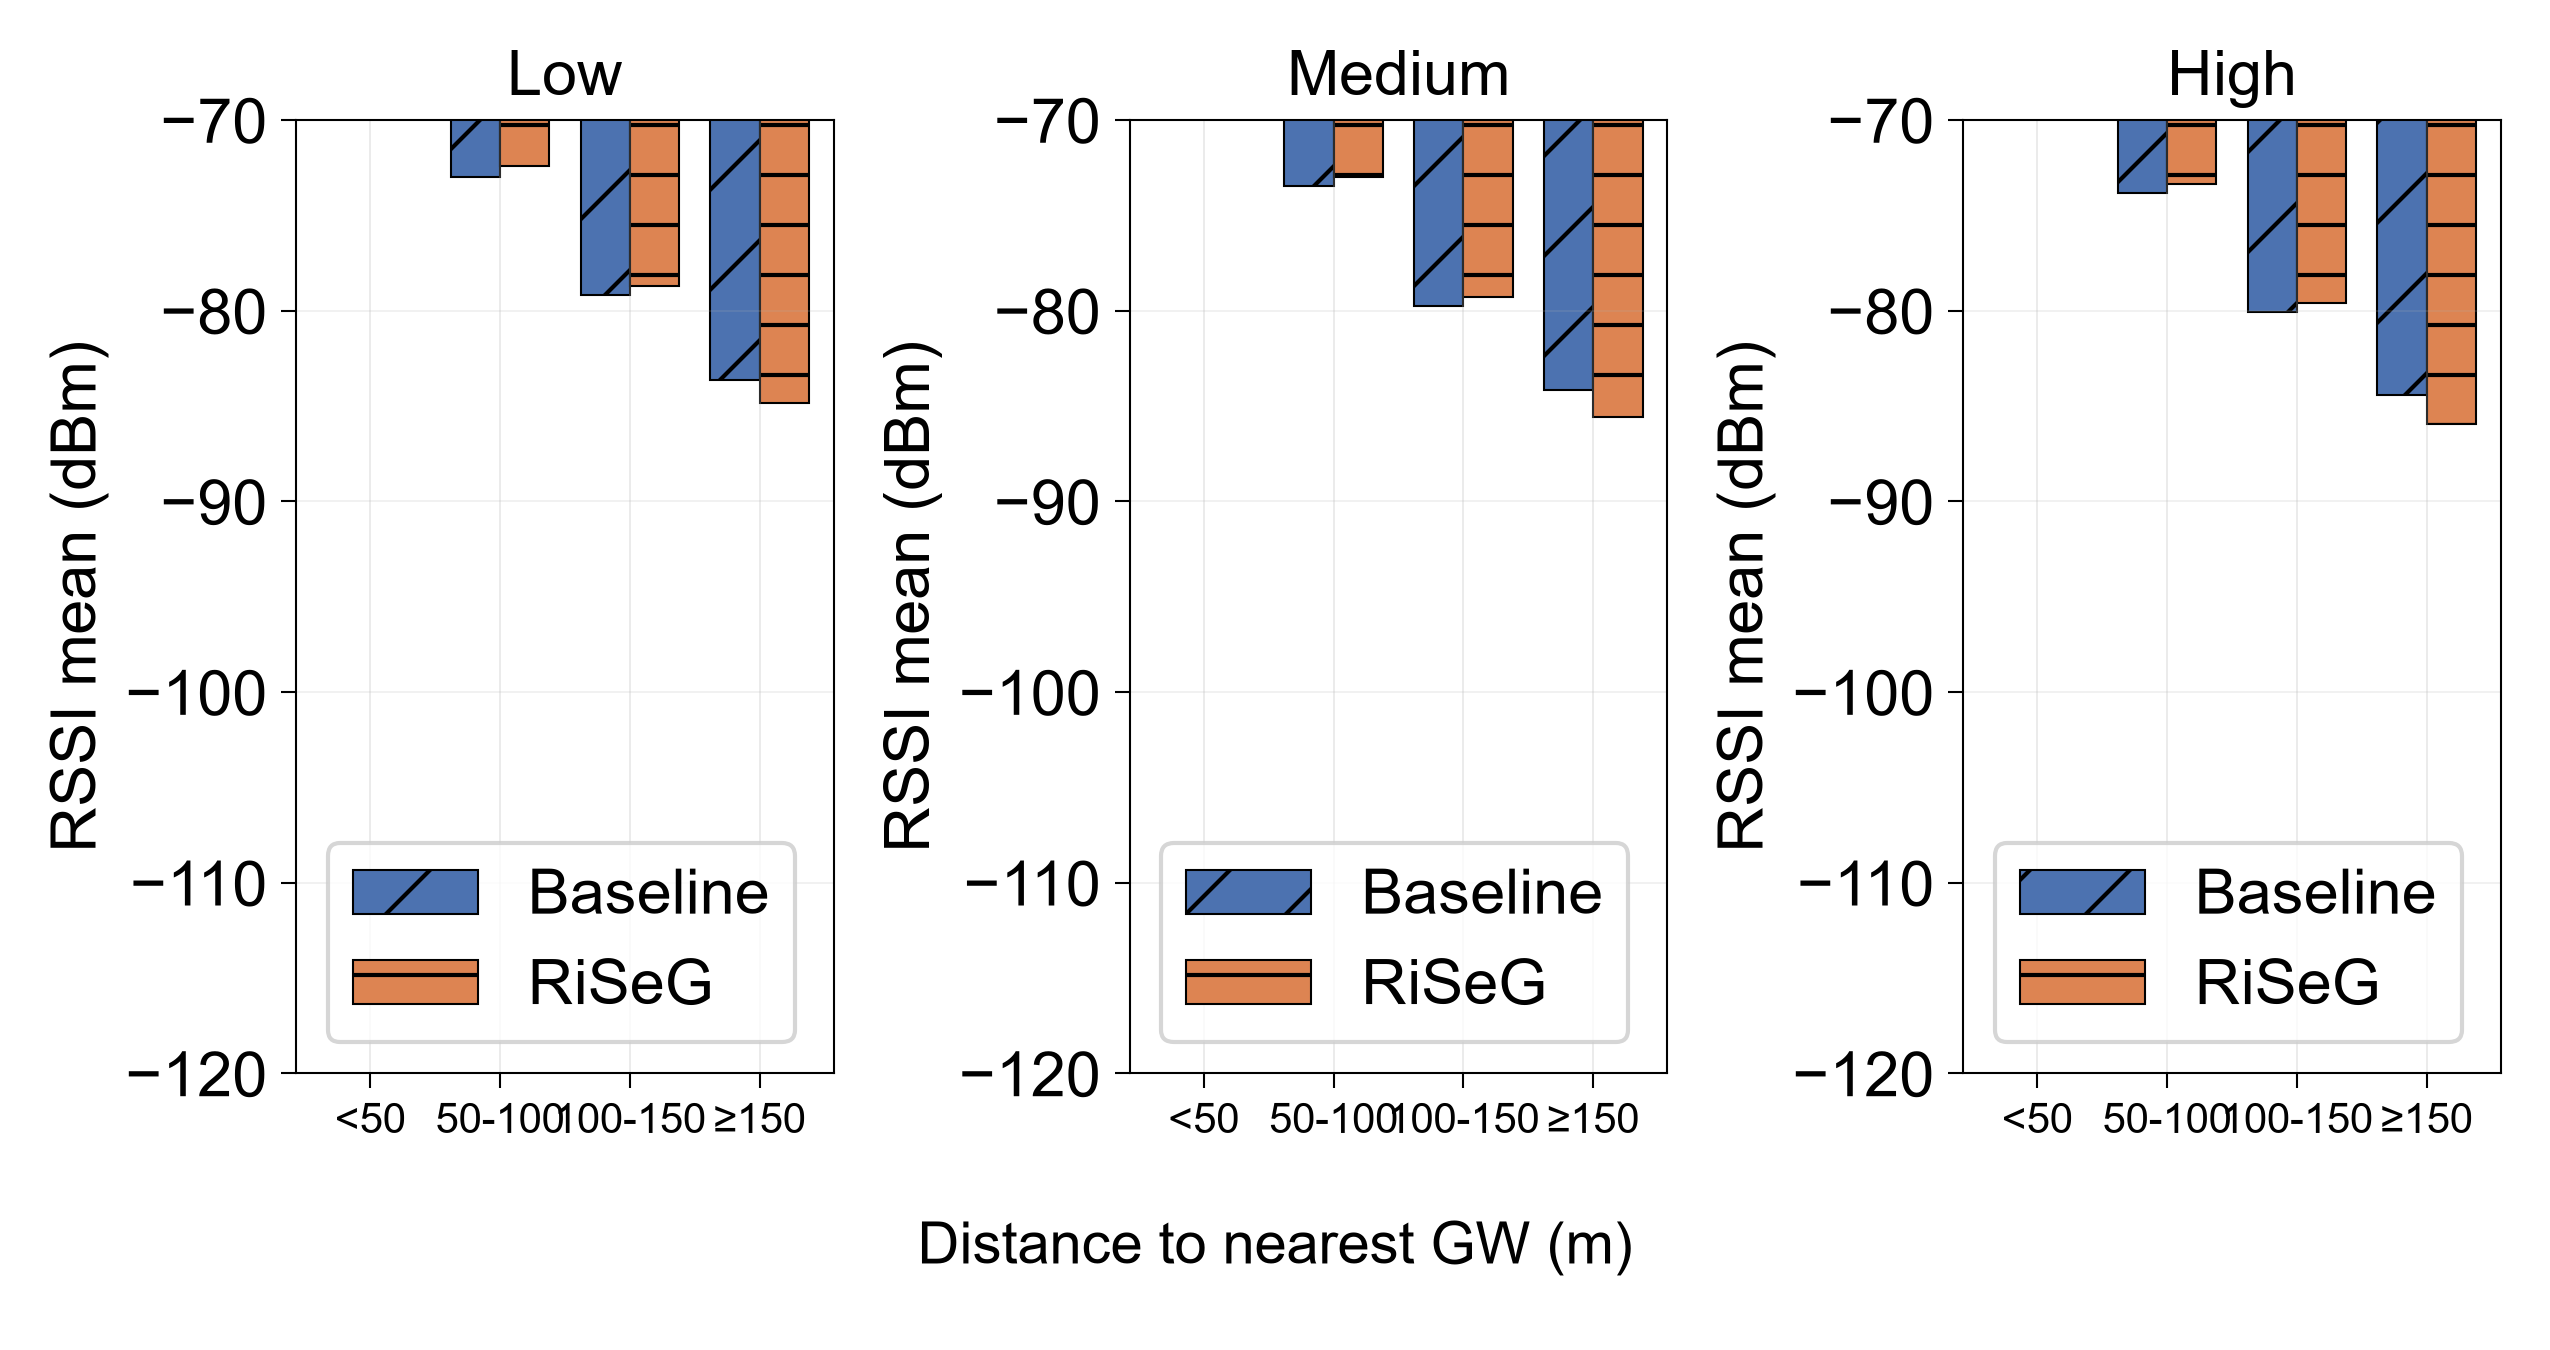 Low
−70
−80
−90
−100
−110
−120
RSSI mean (dBm)
Baseline
RiSeG
<50
50-100
100-150
≥150
Medium
−70
−80
−90
−100
−110
−120
RSSI mean (dBm)
Baseline
RiSeG
<50
50-100
100-150
≥150
High
−70
−80
−90
−100
−110
−120
RSSI mean (dBm)
Baseline
RiSeG
<50
50-100
100-150
≥150
Distance to nearest GW (m)